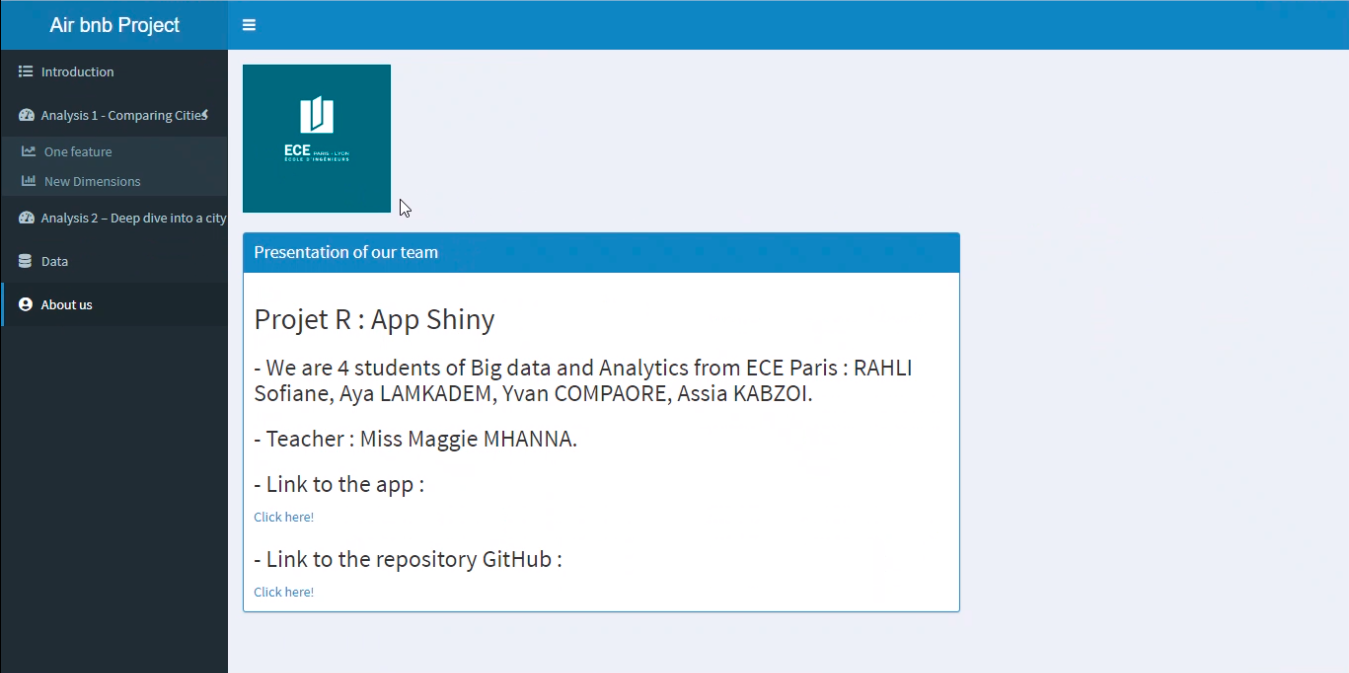 Air bnb Project
Introduction
Analysis 1 - Comparing Cities
One feature
New Dimensions
Analysis 2 – Deep dive into a city
Data
About us
ECE PARIS - LYON
ÉCOLE D'INGÉNIEURS
Presentation of our team
Projet R : App Shiny
- We are 4 students of Big data and Analytics from ECE Paris : RAHLI
Sofiane, Aya LAMKADEM, Yvan COMPAORE, Assia KABZOI.
- Teacher : Miss Maggie MHANNA.
- Link to the app :
Click here!
- Link to the repository GitHub :
Click here!